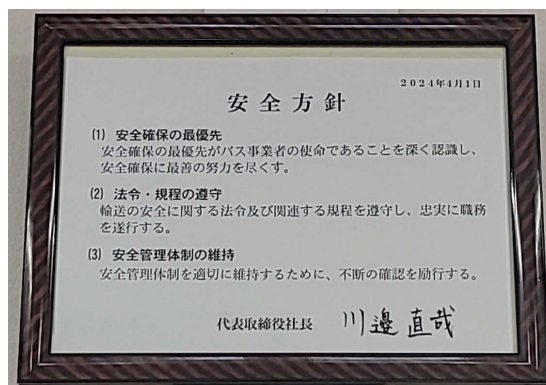 2024年4月1日
安全方針
(1) 安全確保の最優先
安全確保の最優先がバス事業者の使命であることを深く認識し、
安全確保に最善の努力を尽くす。
(2) 法令・規程の遵守
輸送の安全に関する法令及び関連する規程を遵守し、忠実に職務
を遂行する。
(3) 安全管理体制の維持
安全管理体制を適切に維持するために、不断の確認を励行する。
代表取締役社長 川邉直哉